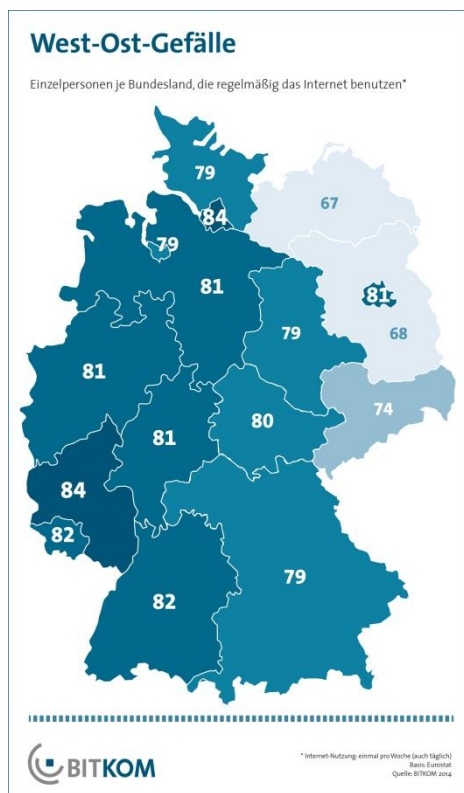 West-Ost-Gefälle
Einzelpersonen je Bundesland, die regelmäßig das Internet benutzen*
79
67
84
79
81
81
79
68
81
74
81
80
84
82
79
82
* Internet-Nutzung: einmal pro Woche (auch täglich)
Basis: Eurostat
Quelle: BITKOM 2014
BITKOM